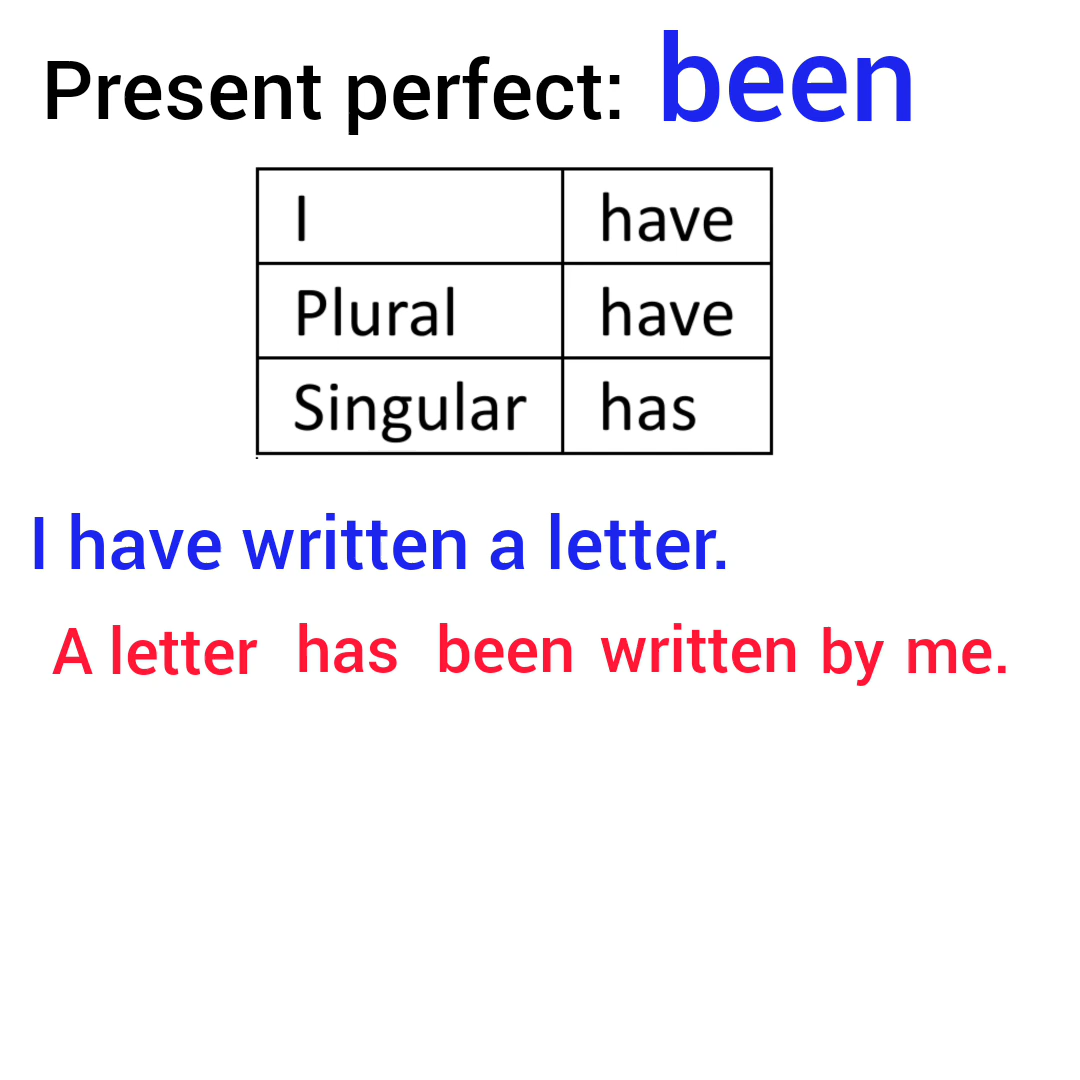 Present perfect: been
I have
Plural have
Singular has
I have written a letter.
A letter has been written by me.